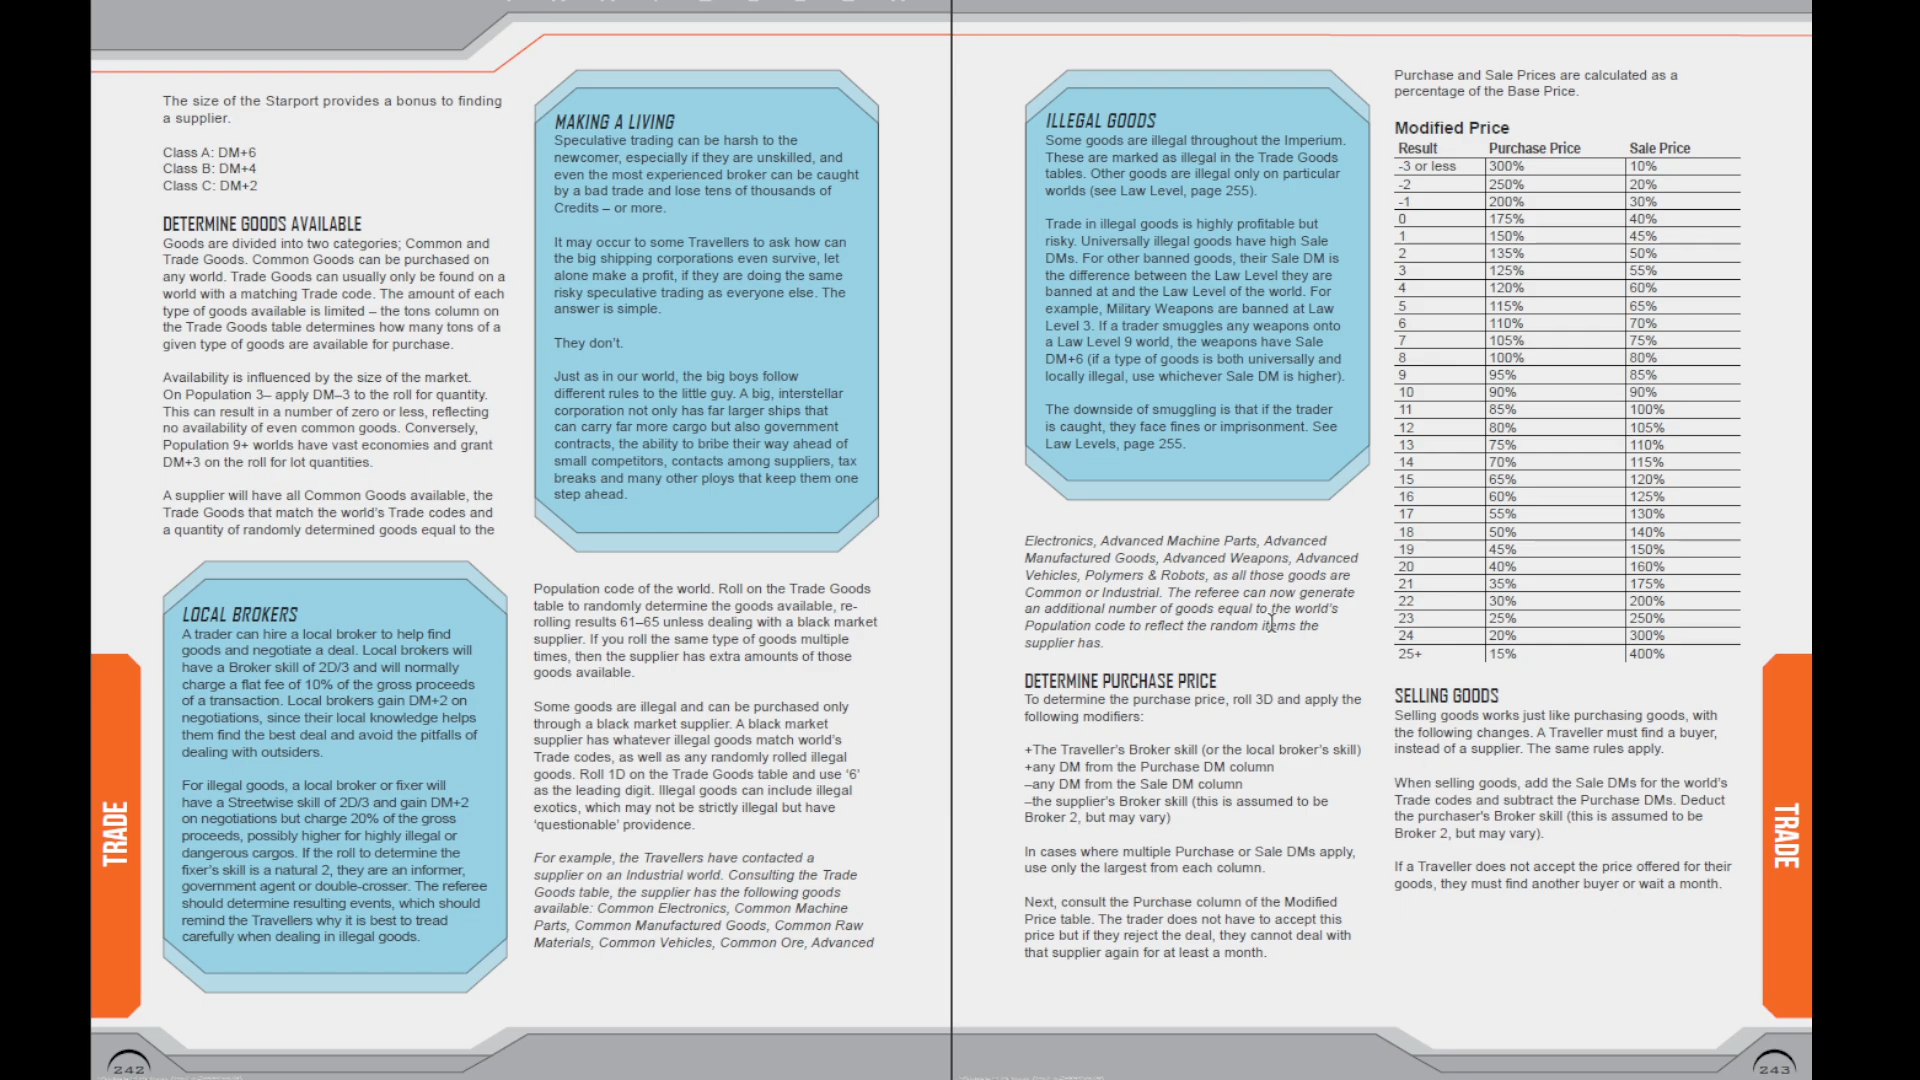 The size of the Starport provides a bonus to finding
a supplier.
Class A: DM+6
Class B: DM+4
Class C: DM+2
DETERMINE GOODS AVAILABLE
Goods are divided into two categories; Common and
Trade Goods. Common Goods can be purchased on
any world. Trade Goods can usually only be found on a
world with a matching Trade code. The amount of each
type of goods available is limited – the tons column on
the Trade Goods table determines how many tons of a
given type of goods are available for purchase.
Availability is influenced by the size of the market.
On Population 3– apply DM–3 to the roll for quantity.
This can result in a number of zero or less, reflecting
no availability of even common goods. Conversely,
Population 9+ worlds have vast economies and grant
DM+3 on the roll for lot quantities.
A supplier will have all Common Goods available, the
Trade Goods that match the world's Trade codes and
a quantity of randomly determined goods equal to the
LOCAL BROKERS
A trader can hire a local broker to help find
goods and negotiate a deal. Local brokers will
have a Broker skill of 2D/3 and will normally
charge a flat fee of 10% of the gross proceeds
of a transaction. Local brokers gain DM+2 on
negotiations, since their local knowledge helps
them find the best deal and avoid the pitfalls of
dealing with outsiders.
For illegal goods, a local broker or fixer will
have a Streetwise skill of 2D/3 and gain DM+2
on negotiations but charge 20% of the gross
proceeds, possibly higher for highly illegal or
dangerous cargos. If the roll to determine the
fixer's skill is a natural 2, they are an informer,
government agent or double-crosser. The referee
should determine resulting events, which should
remind the Travellers why it is best to tread
carefully when dealing in illegal goods.
TRADE
242
MAKING A LIVING
Speculative trading can be harsh to the
newcomer, especially if they are unskilled, and
even the most experienced broker can be caught
by a bad trade and lose tens of thousands of
Credits – or more.
It may occur to some Travellers to ask how can
the big shipping corporations even survive, let
alone make a profit, if they are doing the same
risky speculative trading as everyone else. The
answer is simple.
They don't.
Just as in our world, the big boys follow
different rules to the little guy. A big, interstellar
corporation not only has far larger ships that
can carry far more cargo but also government
contracts, the ability to bribe their way ahead of
small competitors, contacts among suppliers, tax
breaks and many other ploys that keep them one
step ahead.
Population code of the world. Roll on the Trade Goods
table to randomly determine the goods available, re-
rolling results 61–65 unless dealing with a black market
supplier. If you roll the same type of goods multiple
times, then the supplier has extra amounts of those
goods available.
Some goods are illegal and can be purchased only
through a black market supplier. A black market
supplier has whatever illegal goods match world's
Trade codes, as well as any randomly rolled illegal
goods. Roll 1D on the Trade Goods table and use '6'
as the leading digit. Illegal goods can include illegal
exotics, which may not be strictly illegal but have
'questionable' providence.
For example, the Travellers have contacted a
supplier on an Industrial world. Consulting the Trade
Goods table, the supplier has the following goods
available: Common Electronics, Common Machine
Parts, Common Manufactured Goods, Common Raw
Materials, Common Vehicles, Common Ore, Advanced
ILLEGAL GOODS
Some goods are illegal throughout the Imperium.
These are marked as illegal in the Trade Goods
tables. Other goods are illegal only on particular
worlds (see Law Level, page 255).
Trade in illegal goods is highly profitable but
risky. Universally illegal goods have high Sale
DMs. For other banned goods, their Sale DM is
the difference between the Law Level they are
banned at and the Law Level of the world. For
example, Military Weapons are banned at Law
Level 3. If a trader smuggles any weapons onto
a Law Level 9 world, the weapons have Sale
DM+6 (if a type of goods is both universally and
locally illegal, use whichever Sale DM is higher).
The downside of smuggling is that if the trader
is caught, they face fines or imprisonment. See
Law Levels, page 255.
Electronics, Advanced Machine Parts, Advanced
Manufactured Goods, Advanced Weapons, Advanced
Vehicles, Polymers & Robots, as all those goods are
Common or Industrial. The referee can now generate
an additional number of goods equal to the world's
Population code to reflect the random items the
supplier has.
DETERMINE PURCHASE PRICE
To determine the purchase price, roll 3D and apply the
following modifiers:
+The Traveller's Broker skill (or the local broker's skill)
+any DM from the Purchase DM column
–any DM from the Sale DM column
–the supplier's Broker skill (this is assumed to be
Broker 2, but may vary)
In cases where multiple Purchase or Sale DMs apply,
use only the largest from each column.
Next, consult the Purchase column of the Modified
Price table. The trader does not have to accept this
price but if they reject the deal, they cannot deal with
that supplier again for at least a month.
Purchase and Sale Prices are calculated as a
percentage of the Base Price.
Modified Price
Result Purchase Price Sale Price
-3 or less 300% 10%
-2 250% 20%
-1 200% 30%
0 175% 40%
1 150% 45%
2 135% 50%
3 125% 55%
4 120% 60%
5 115% 65%
6 110% 70%
7 105% 75%
8 100% 80%
9 95% 85%
10 90% 90%
11 85% 100%
12 80% 105%
13 75% 110%
14 70% 115%
15 65% 120%
16 60% 125%
17 55% 130%
18 50% 140%
19 45% 150%
20 40% 160%
21 35% 175%
22 30% 200%
23 25% 250%
24 20% 300%
25+ 15% 400%
SELLING GOODS
Selling goods works just like purchasing goods, with
the following changes. A Traveller must find a buyer,
instead of a supplier. The same rules apply.
When selling goods, add the Sale DMs for the world's
Trade codes and subtract the Purchase DMs. Deduct
the purchaser's Broker skill (this is assumed to be
Broker 2, but may vary).
If a Traveller does not accept the price offered for their
goods, they must find another buyer or wait a month.
TRADE
243